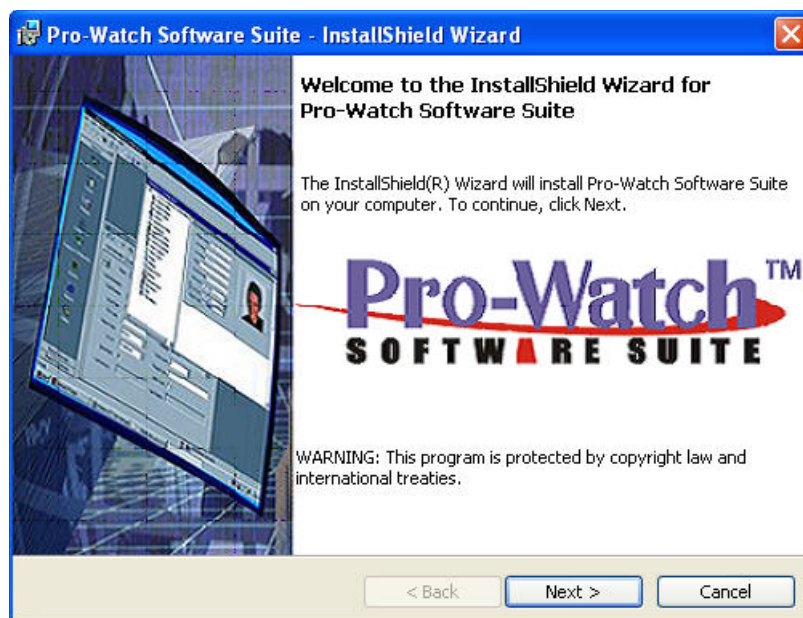 Pro-Watch Software Suite - InstallShield Wizard
Welcome to the InstallShield Wizard for
Pro-Watch Software Suite
The InstallShield(R) Wizard will install Pro-Watch Software Suite
on your computer. To continue, click Next.
Pro-Watch™
SOFTWARE SUITE
WARNING: This program is protected by copyright law and
international treaties.
< Back Next > Cancel